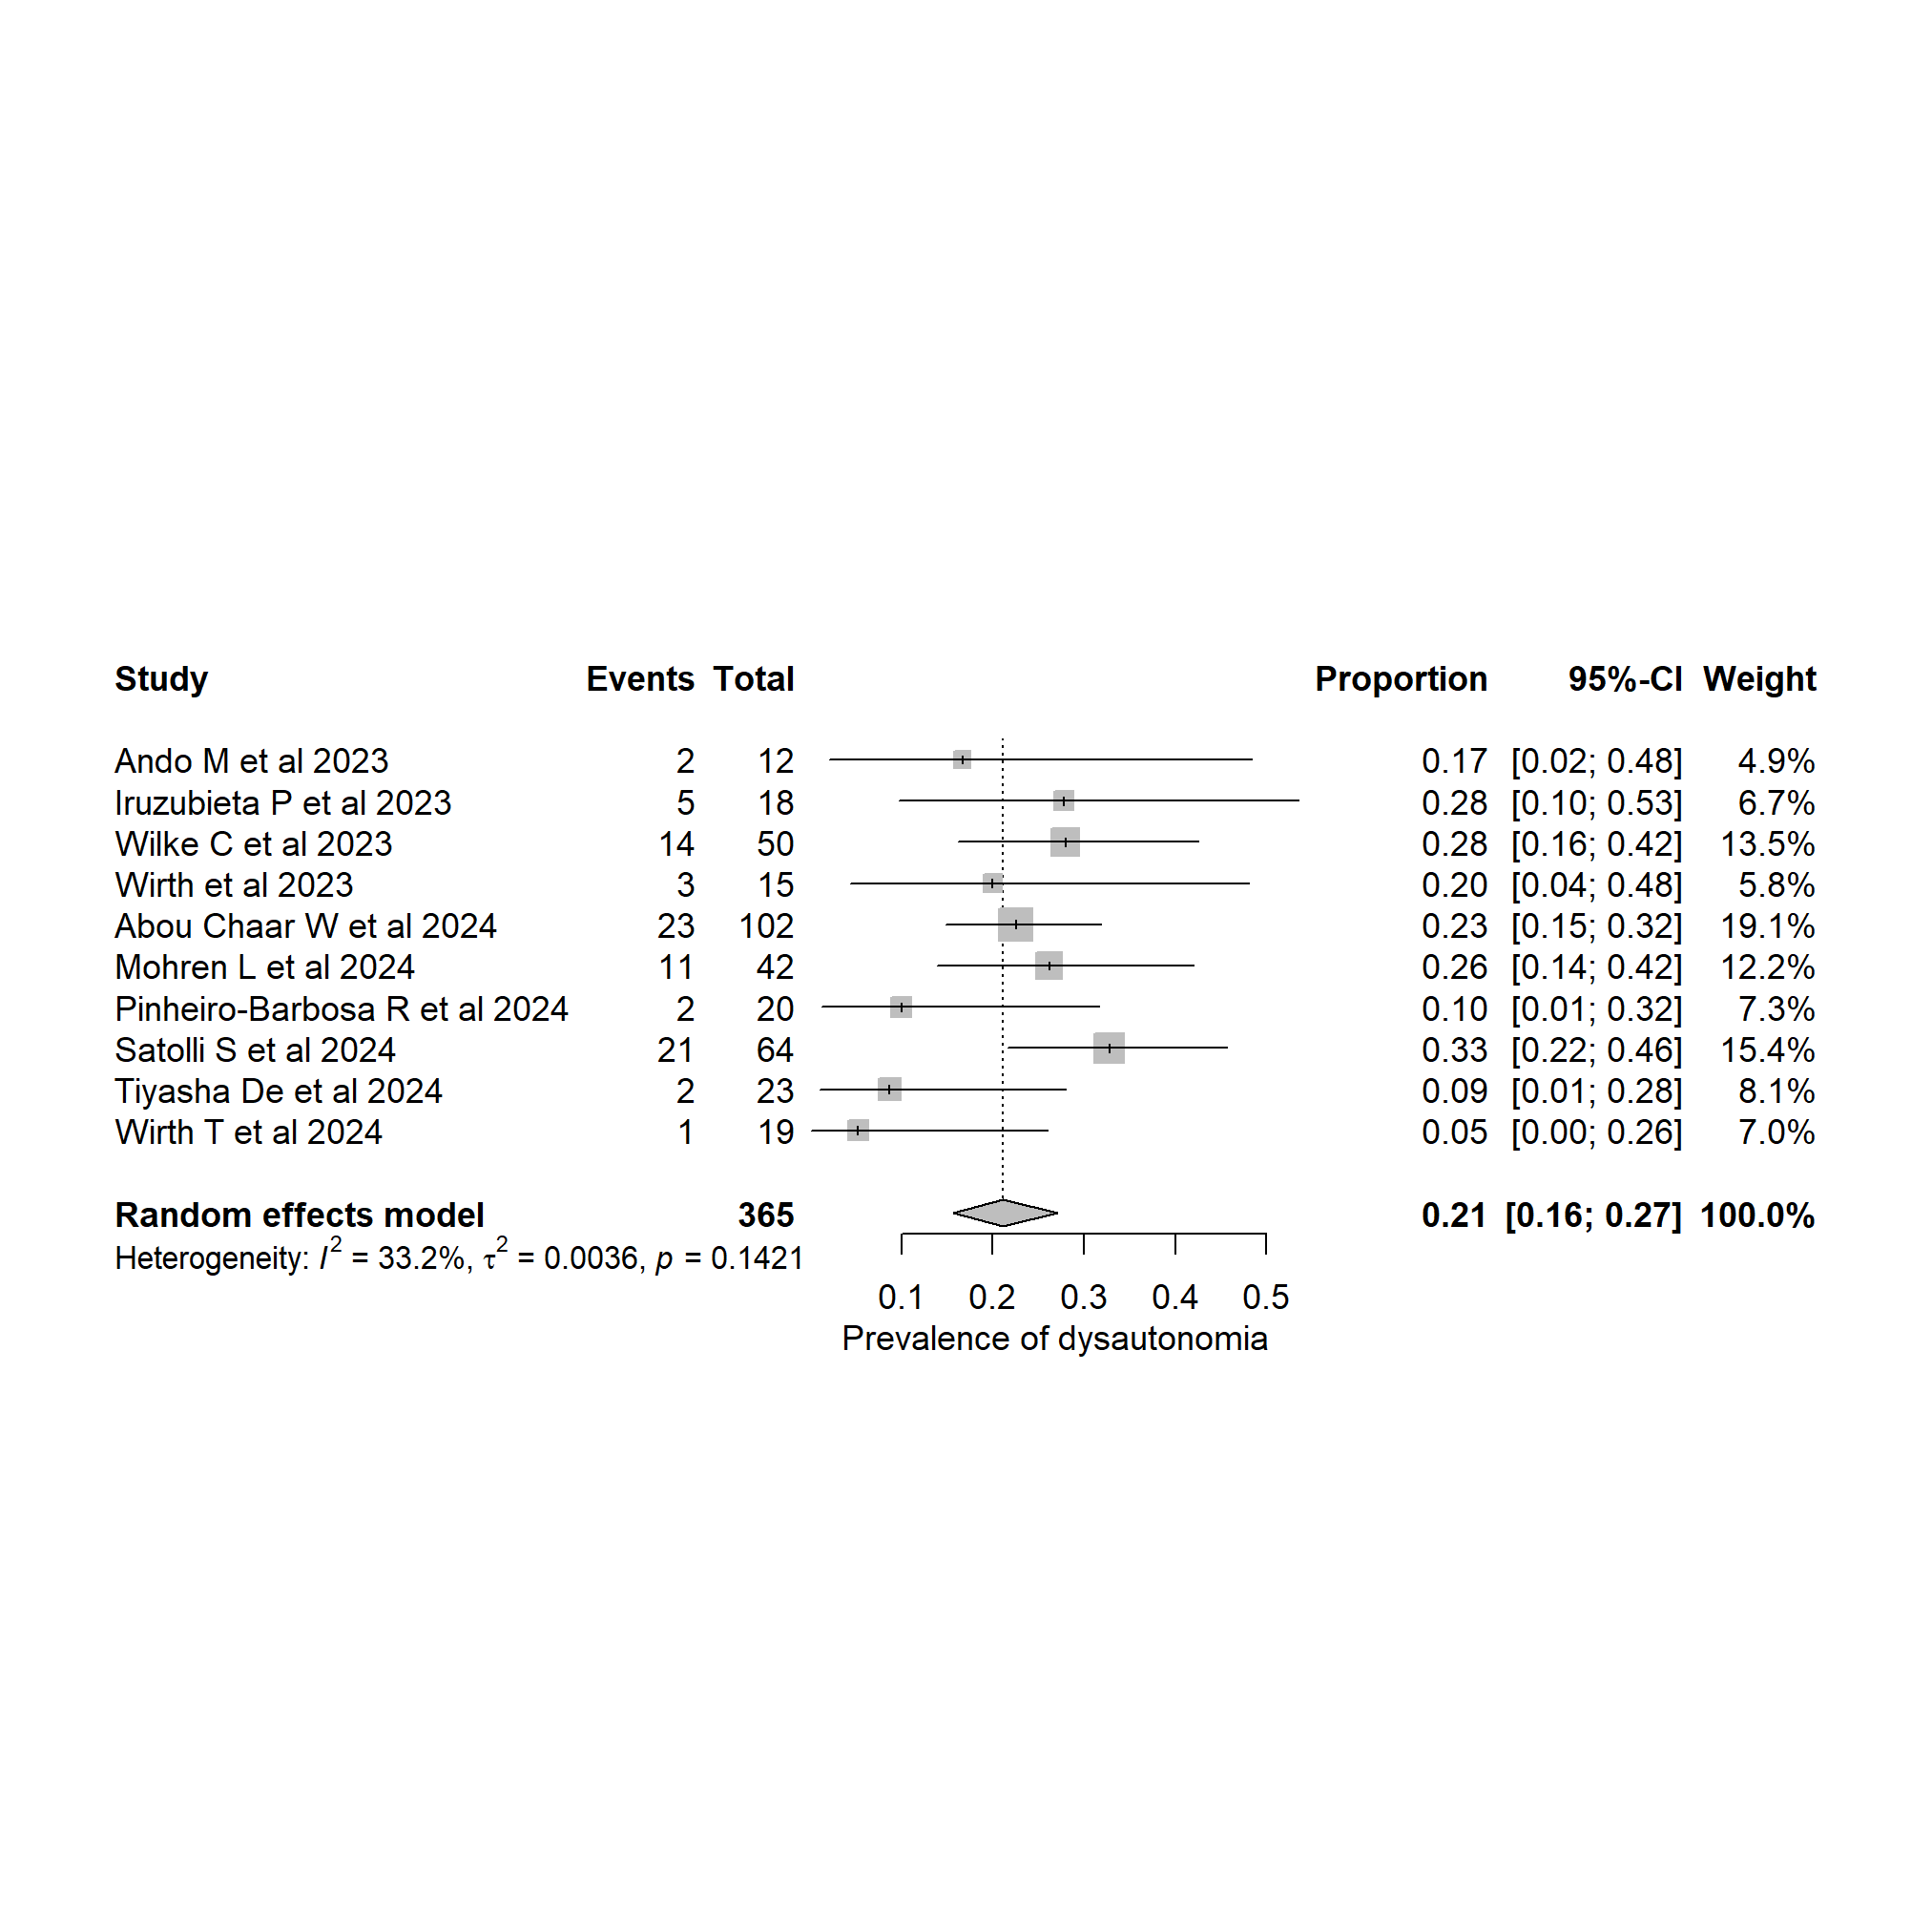 Study Events Total Proportion 95%-CI Weight
Ando M et al 2023 2 12 0.17 [0.02; 0.48] 4.9%
Iruzubieta P et al 2023 5 18 0.28 [0.10; 0.53] 6.7%
Wilke C et al 2023 14 50 0.28 [0.16; 0.42] 13.5%
Wirth et al 2023 3 15 0.20 [0.04; 0.48] 5.8%
Abou Chaar W et al 2024 23 102 0.23 [0.15; 0.32] 19.1%
Mohren L et al 2024 11 42 0.26 [0.14; 0.42] 12.2%
Pinheiro-Barbosa R et al 2024 2 20 0.10 [0.01; 0.32] 7.3%
Satolli S et al 2024 21 64 0.33 [0.22; 0.46] 15.4%
Tiyasha De et al 2024 2 23 0.09 [0.01; 0.28] 8.1%
Wirth T et al 2024 1 19 0.05 [0.00; 0.26] 7.0%
Random effects model 365 0.21 [0.16; 0.27] 100.0%
Heterogeneity: I² = 33.2%, τ² = 0.0036, p = 0.1421
0.1 0.2 0.3 0.4 0.5
Prevalence of dysautonomia